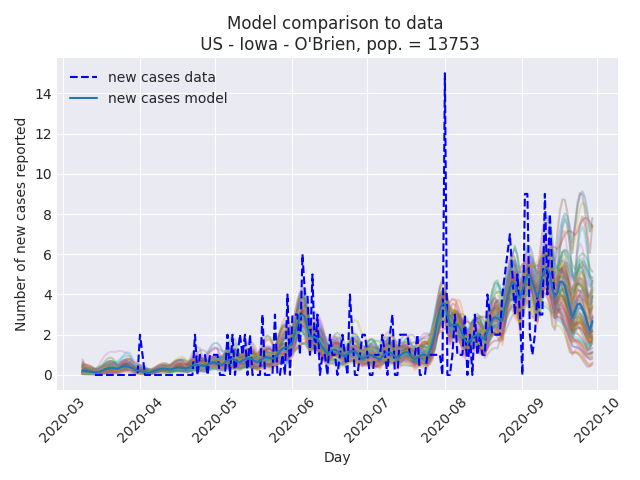 Model comparison to data
US - Iowa - O'Brien, pop. = 13753
new cases data
new cases model
Number of new cases reported
14
12
10
8
6
4
2
0
2020-03
2020-04
2020-05
2020-06
2020-07
2020-08
2020-09
2020-10
Day